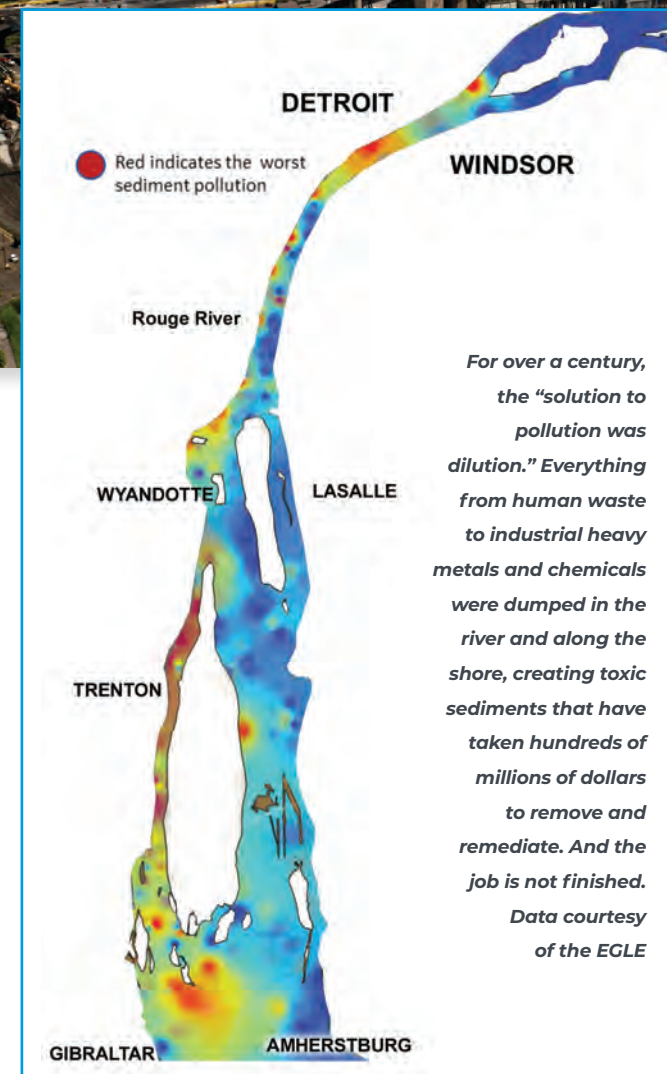 DETROIT
WINDSOR
Red indicates the worst
sediment pollution
Rouge River
WYANDOTTE
LASALLE
TRENTON
GIBRALTAR
AMHERSTBURG
For over a century,
the “solution to
pollution was
dilution.” Everything
from human waste
to industrial heavy
metals and chemicals
were dumped in the
river and along the
shore, creating toxic
sediments that have
taken hundreds of
millions of dollars
to remove and
remediate. And the
job is not finished.
Data courtesy
of the EGLE